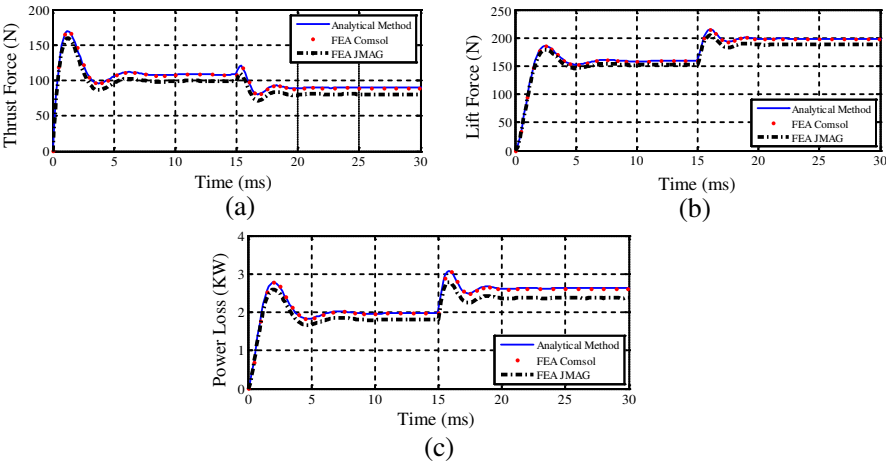 200
150
100
50
0
Thrust Force (N)
Analytical Method
FEA Comsol
FEA JMAG
0 5 10 15 20 25 30
Time (ms)
(a)
250
200
150
100
50
0
Lift Force (N)
Analytical Method
FEA Comsol
FEA JMAG
0 5 10 15 20 25 30
Time (ms)
(b)
4
3
2
1
0
Power Loss (KW)
Analytical Method
FEA Comsol
FEA JMAG
0 5 10 15 20 25 30
Time (ms)
(c)